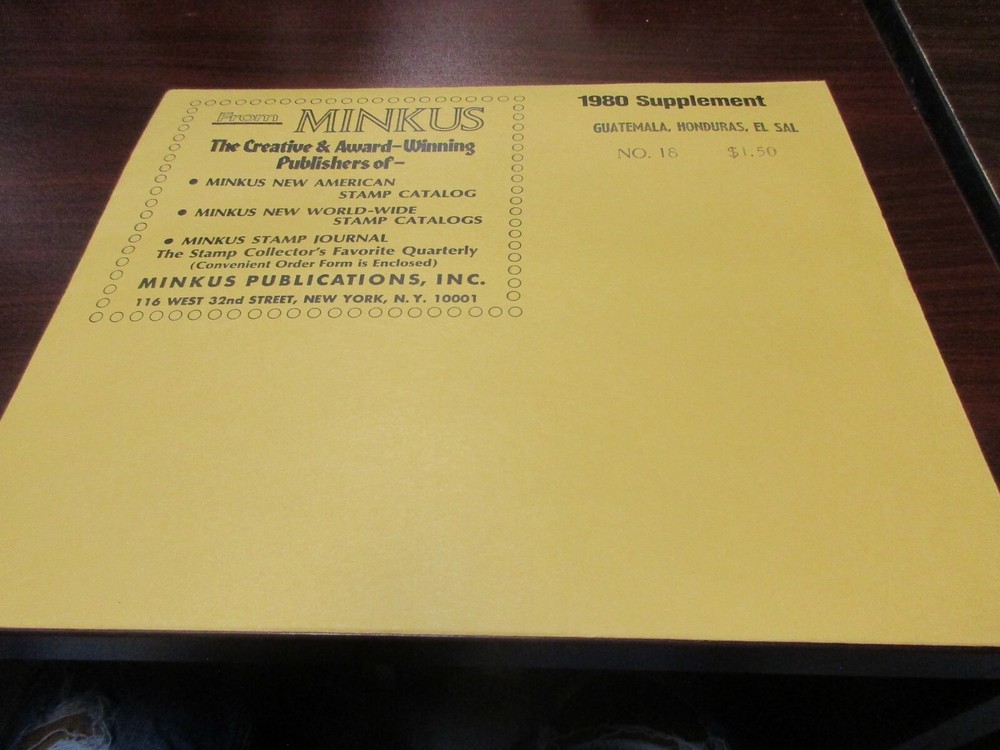 From MINKUS
The Creative & Award-Winning
Publishers of-
• MINKUS NEW AMERICAN
STAMP CATALOG
• MINKUS NEW WORLD-WIDE
STAMP CATALOGS
• MINKUS STAMP JOURNAL
The Stamp Collector's Favorite Quarterly
(Convenient Order Form is Enclosed)
MINKUS PUBLICATIONS, INC.
116 WEST 32nd STREET, NEW YORK, N.Y. 10001
1980 Supplement
GUATEMALA, HONDURAS, EL SAL
NO. 18 $1.50